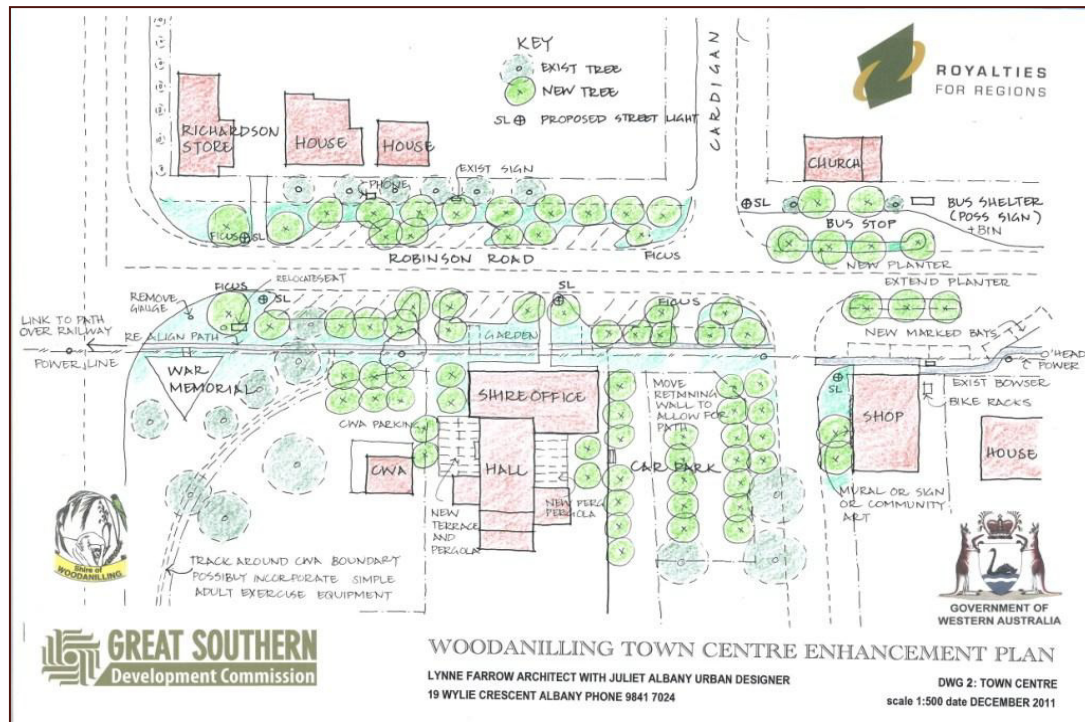 KEY
EXIST TREE
NEW TREE
SL ⊕ PROPOSED STREET LIGHT
CARDIGAN
ROYALTIES
FOR REGIONS
RICHARDSON
STORE
HOUSE
HOUSE
PHONE
EXIST SIGN
CHURCH
SL
BUS STOP
BUS SHELTER
(POSS SIGN)
+ BIN
FICUS
SL
ROBINSON ROAD
FICUS
NEW PLANTER
EXTEND PLANTER
FICUS
RELOCATE SEAT
SL
SL
FICUS
REMOVE
GAUGE
LINK TO PATH
OVER RAILWAY
RE-ALIGN PATH
POWER LINE
GARDEN
NEW MARKED BAYS
O'HEAD
POWER
WAR
MEMORIAL
SHIRE OFFICE
MOVE
RETAINING
WALL TO
ALLOW FOR
PATH
SL
SHOP
EXIST BOWSER
BIKE RACKS
CWA PARKING
CWA
HALL
CAR PARK
HOUSE
NEW
TERRACE
AND
PERGOLA
NEW PERG
PERGOLA
MURAL OR SIGN
OR COMMUNITY
ART
Shire of
WOODANILLING
TRACK AROUND CWA BOUNDARY
POSSIBLY INCORPORATE SIMPLE
ADULT EXERCISE EQUIPMENT
GOVERNMENT OF
WESTERN AUSTRALIA
GREAT SOUTHERN
Development Commission
WOODANILLING TOWN CENTRE ENHANCEMENT PLAN
LYNNE FARROW ARCHITECT WITH JULIET ALBANY URBAN DESIGNER
19 WYLIE CRESCENT ALBANY PHONE 9841 7024
DWG 2: TOWN CENTRE
scale 1:500 date DECEMBER 2011